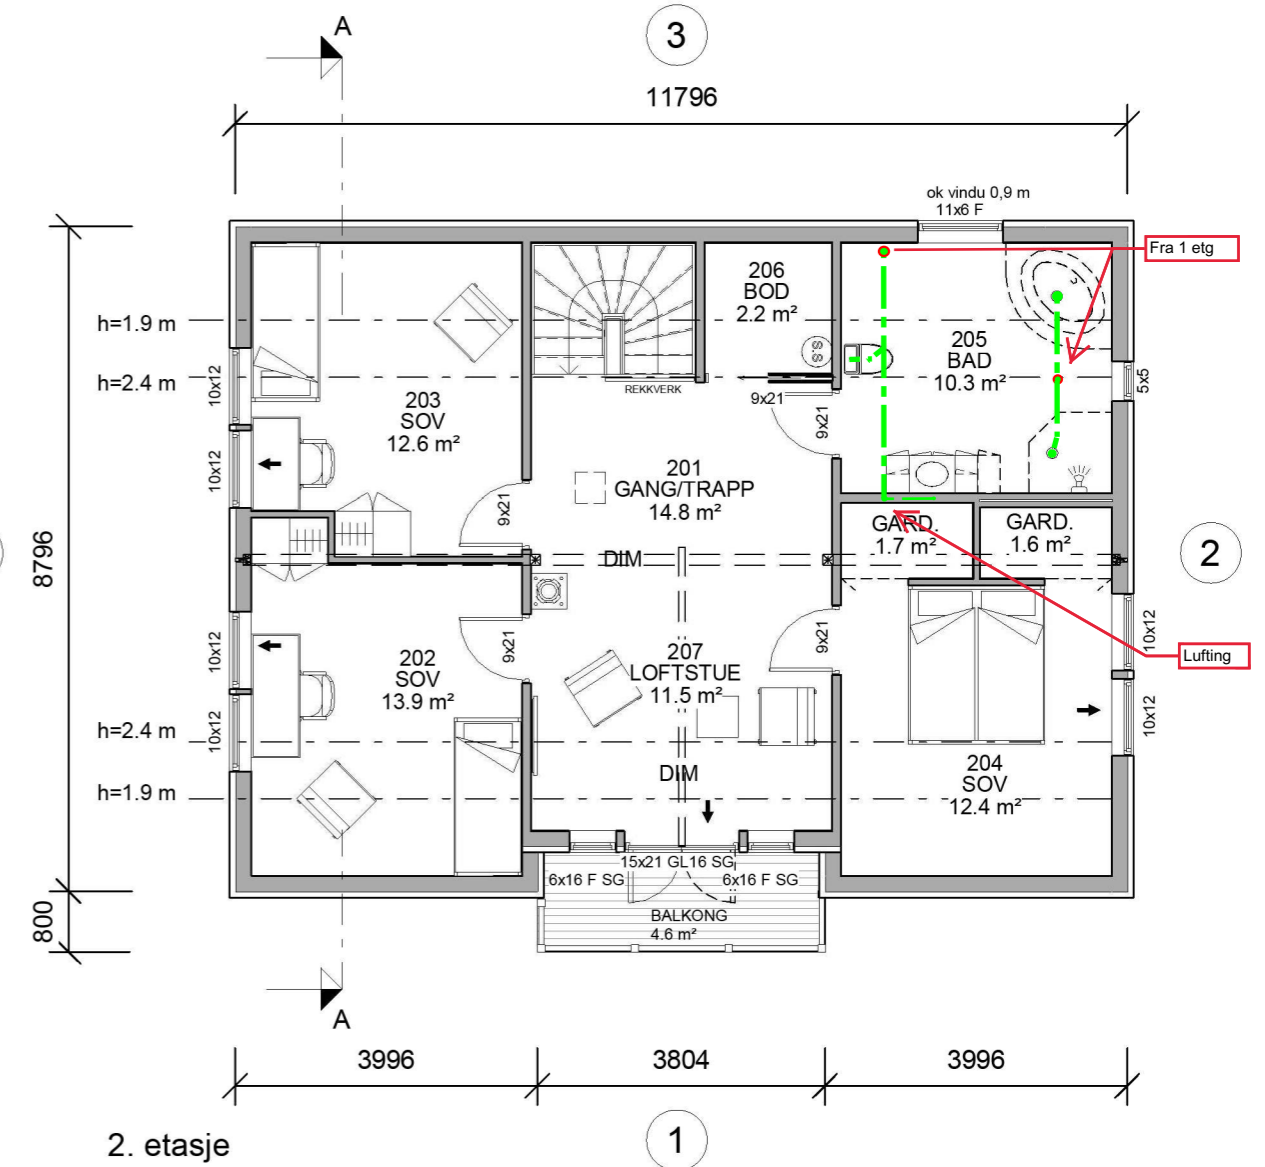 A
3
11796
ok vindu 0,9 m
11x6 F
Fra 1 etg
h=1.9 m
h=2.4 m
10x12
10x12
203
SOV
12.6 m²
REKKVERK
206
BOD
2.2 m²
S S
9x21
9x21
205
BAD
10.3 m²
3
5x5
201
GANG/TRAPP
14.8 m²
9x21
GARD.
1.7 m²
GARD.
1.6 m²
8796
DIM
2
10x12
10x12
202
SOV
13.9 m²
9x21
207
LOFTSTUE
11.5 m²
9x21
10x12
10x12
Lufting
h=2.4 m
h=1.9 m
DIM
204
SOV
12.4 m²
15x21 GL16 SG
6x16 F SG
6x16 F SG
BALKONG
4.6 m²
800
A
3996
3804
3996
1
2. etasje